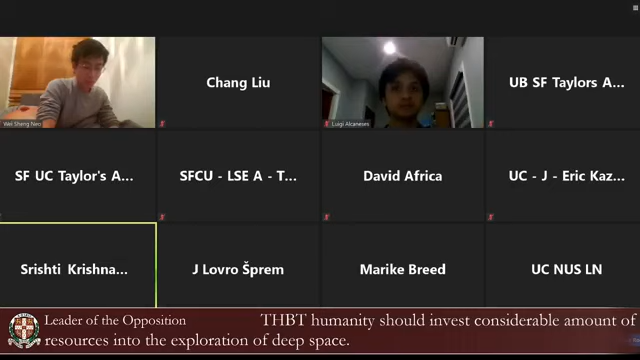 Wei Sheng Neo
Chang Liu
Luigi Alcaneses
UB SF Taylors A...
SF UC Taylor's A...
SFCU - LSE A - T...
David Africa
UC - J - Eric Kaz...
Srishti Krishna...
J Lovro Šprem
Marike Breed
UC NUS LN
Leader of the Opposition THBT humanity should invest considerable amount of
resources into the exploration of deep space.